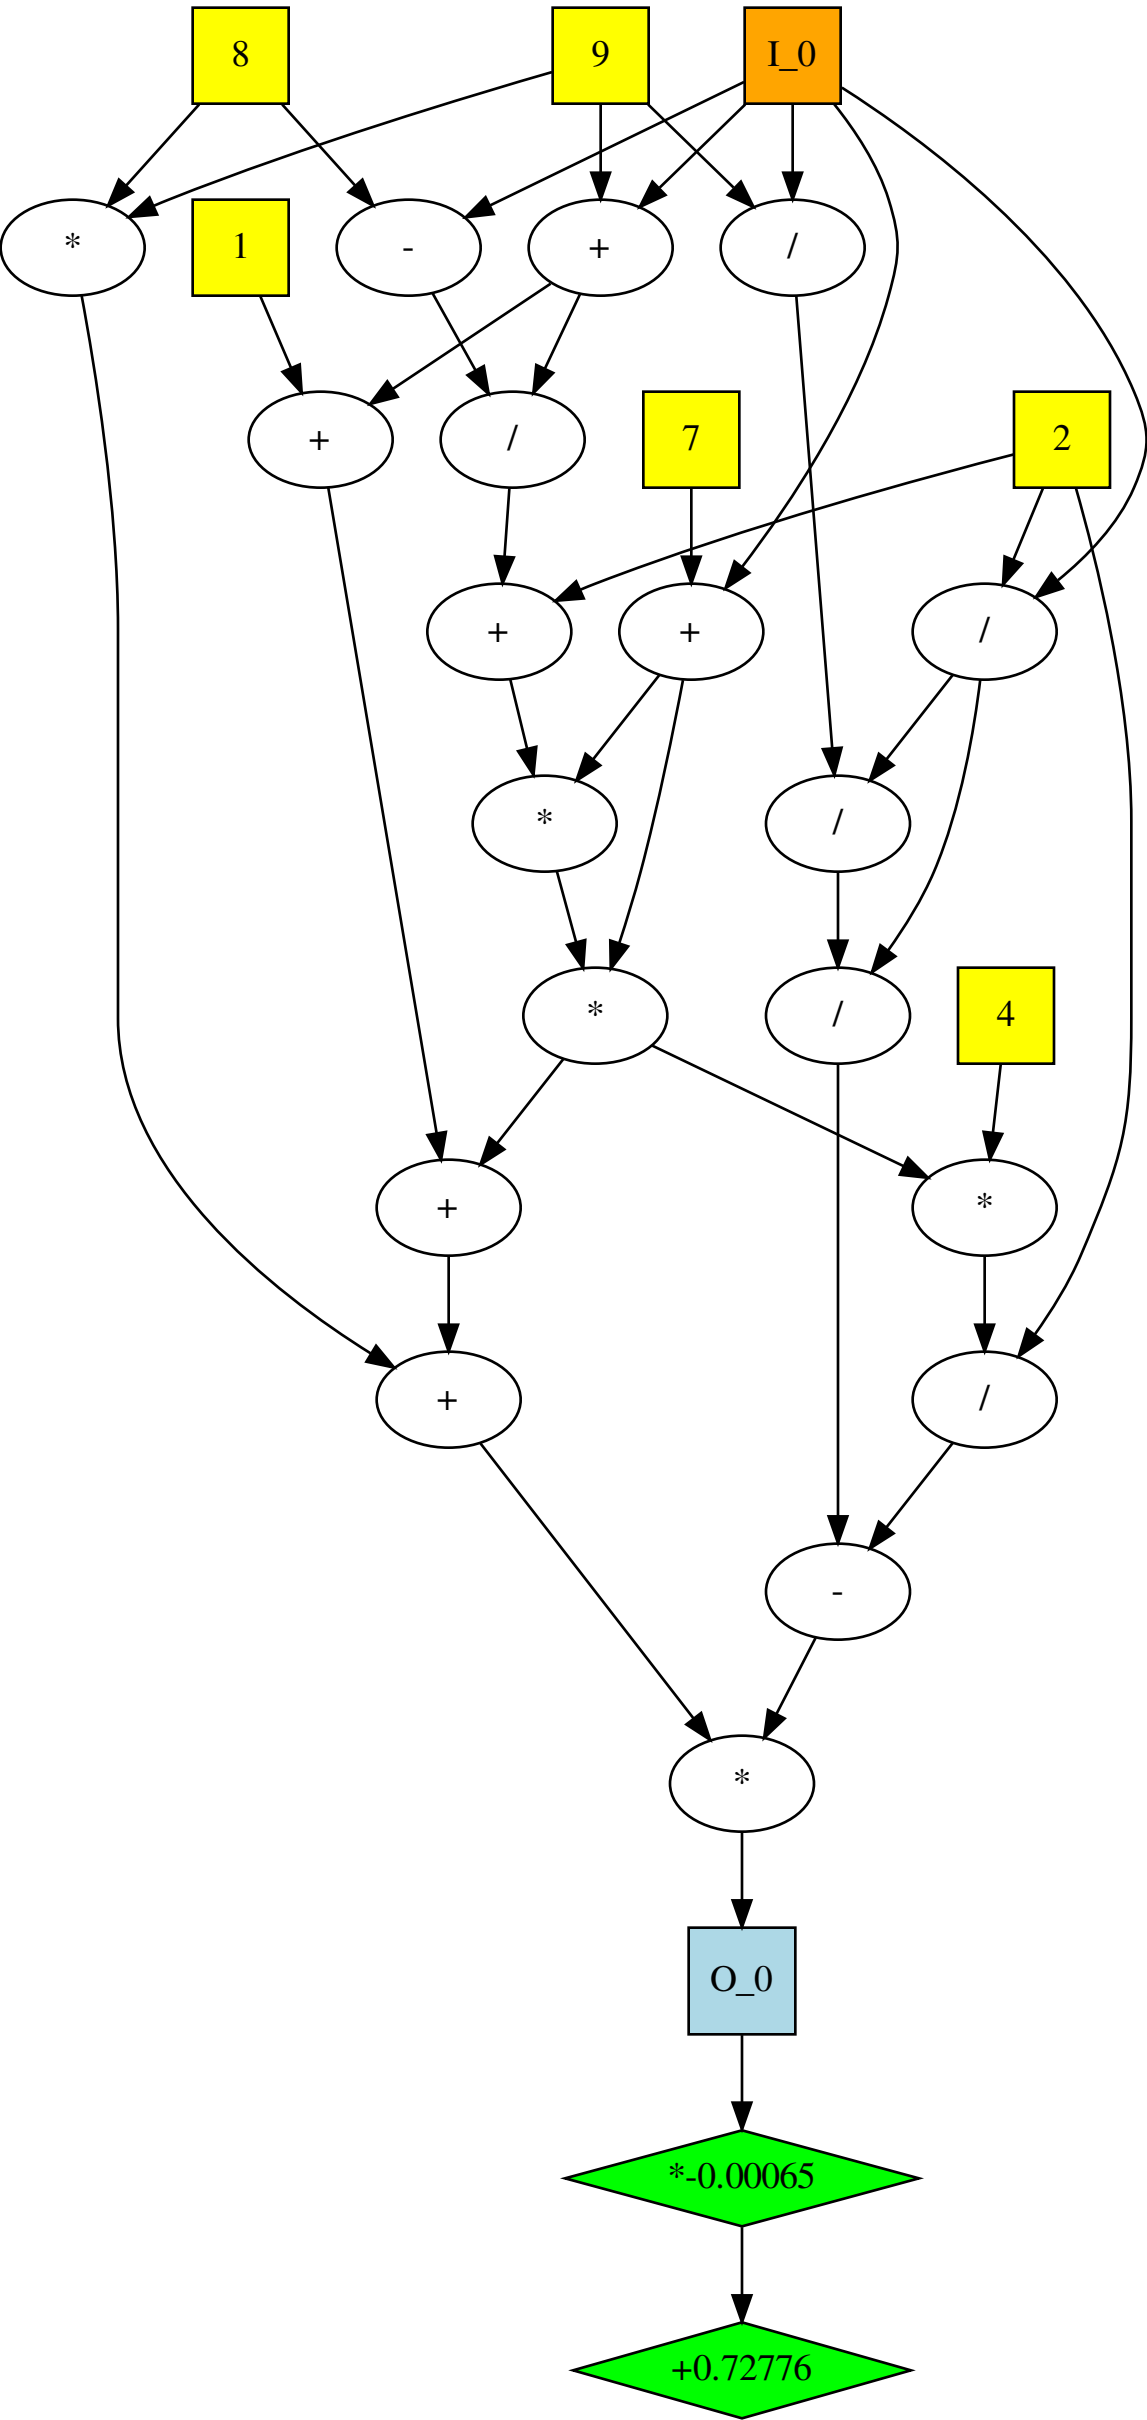 8 9 I_0
* 1 - + /
+ / 7 2
+ + /
* /
* / 4
+ *
+ /
-
*
O_0
*-0.00065
+0.72776